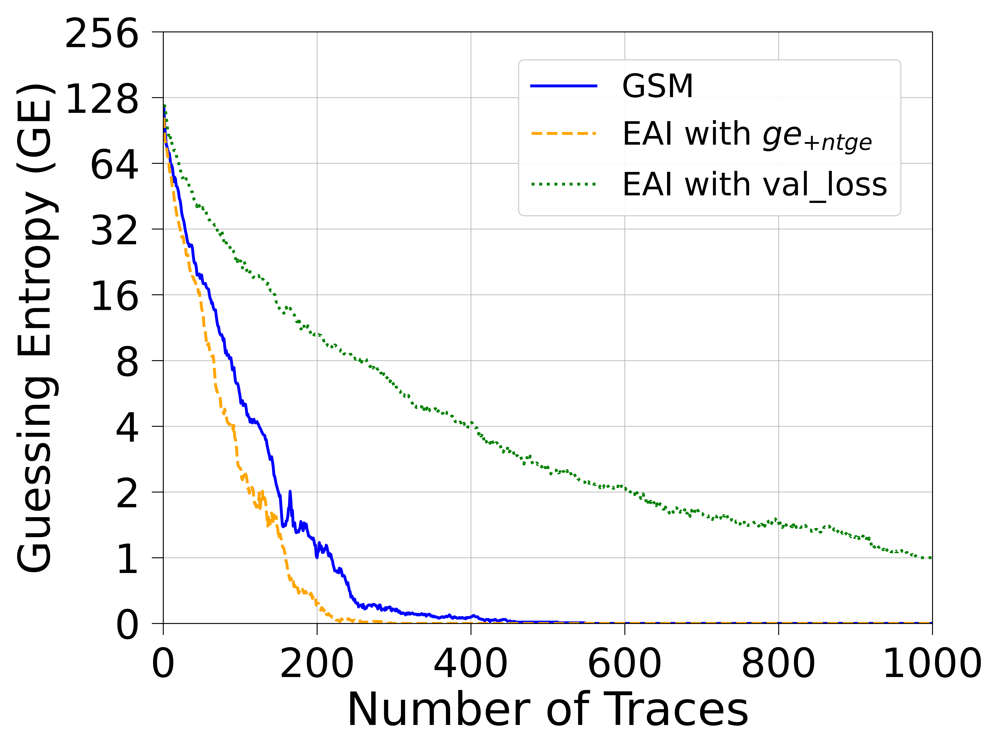 Guessing Entropy (GE)
256
128
64
32
16
8
4
2
1
0
GSM
EAI with ge+ntge
EAI with val_loss
0 200 400 600 800 1000
Number of Traces